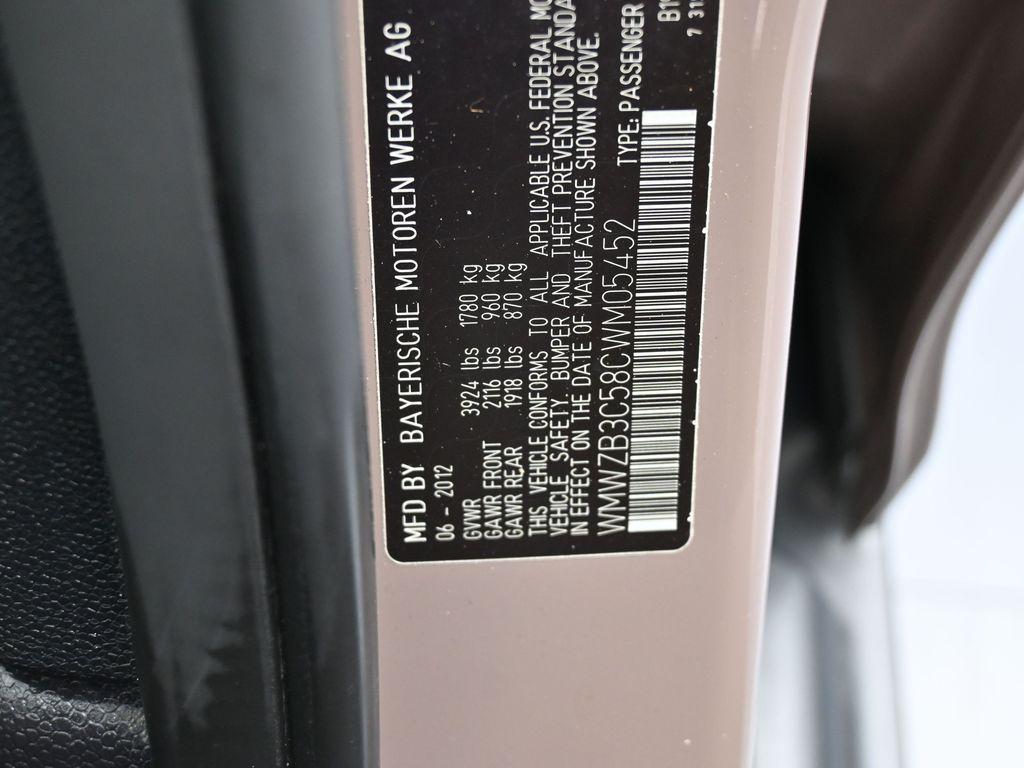 MFD BY BAYERISCHE MOTOREN WERKE AG
06 - 2012
GVWR 3924 lbs 1780 kg
GAWR FRONT 2116 lbs 960 kg
GAWR REAR 1918 lbs 870 kg
THIS VEHICLE CONFORMS TO ALL APPLICABLE U.S. FEDERAL
VEHICLE SAFETY, BUMPER AND THEFT PREVENTION
IN EFFECT ON THE DATE OF MANUFACTURE SHOWN ABOVE.
WMWZB3C58CWM05452 TYPE: PASSENGER